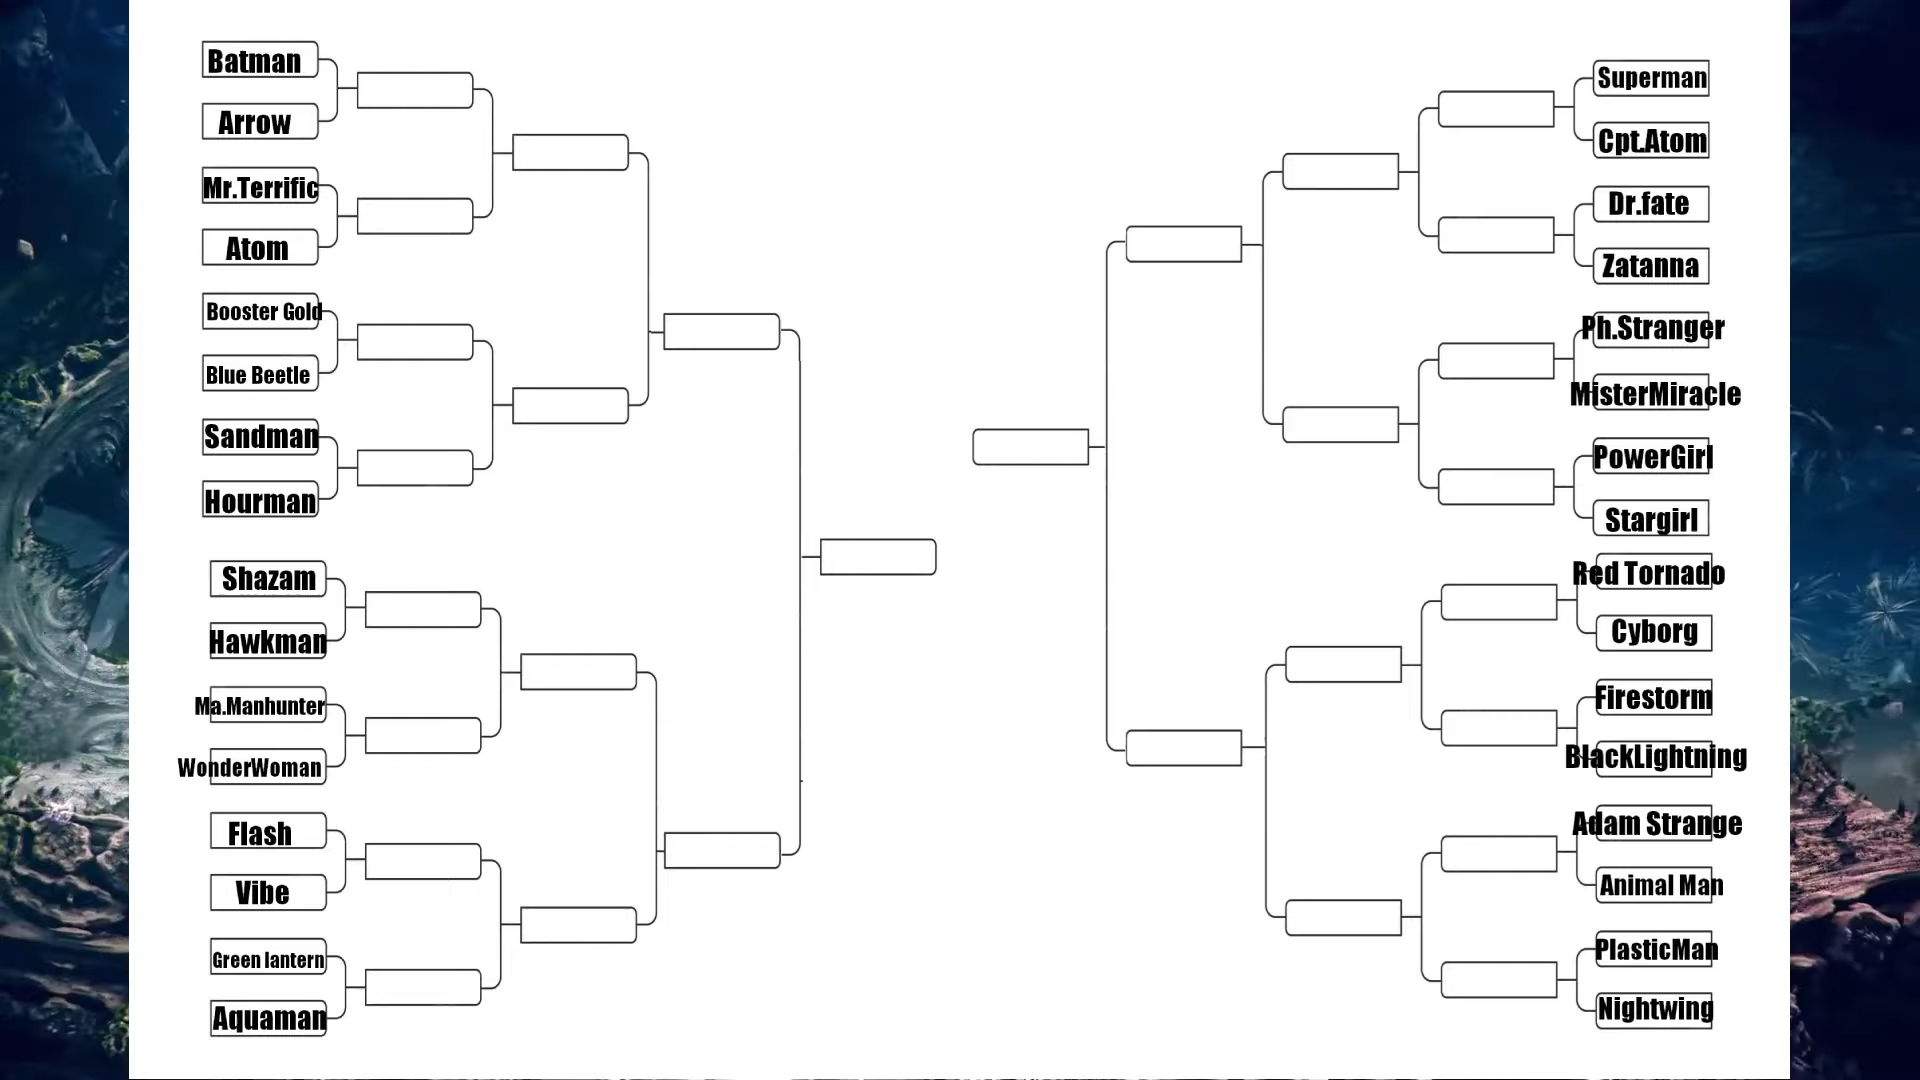 Batman
Arrow
Mr.Terrific
Atom
Booster Gold
Blue Beetle
Sandman
Hourman
Shazam
Hawkman
Ma.Manhunter
WonderWoman
Flash
Vibe
Green lantern
Aquaman
Superman
Cpt.Atom
Dr.fate
Zatanna
Ph.Stranger
MisterMiracle
PowerGirl
Stargirl
Red Tornado
Cyborg
Firestorm
BlackLightning
Adam Strange
Animal Man
PlasticMan
Nightwing